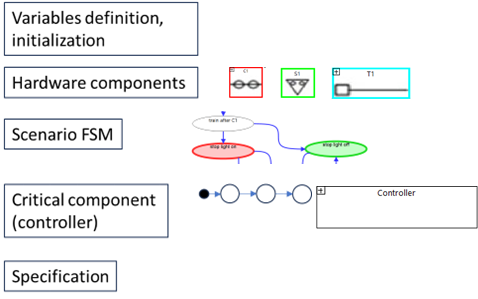 Variables definition,
initialization
Hardware components
C1
S1
T1
Scenario FSM
train after C1
stop light on
stop light off
Critical component
(controller)
Controller
Specification